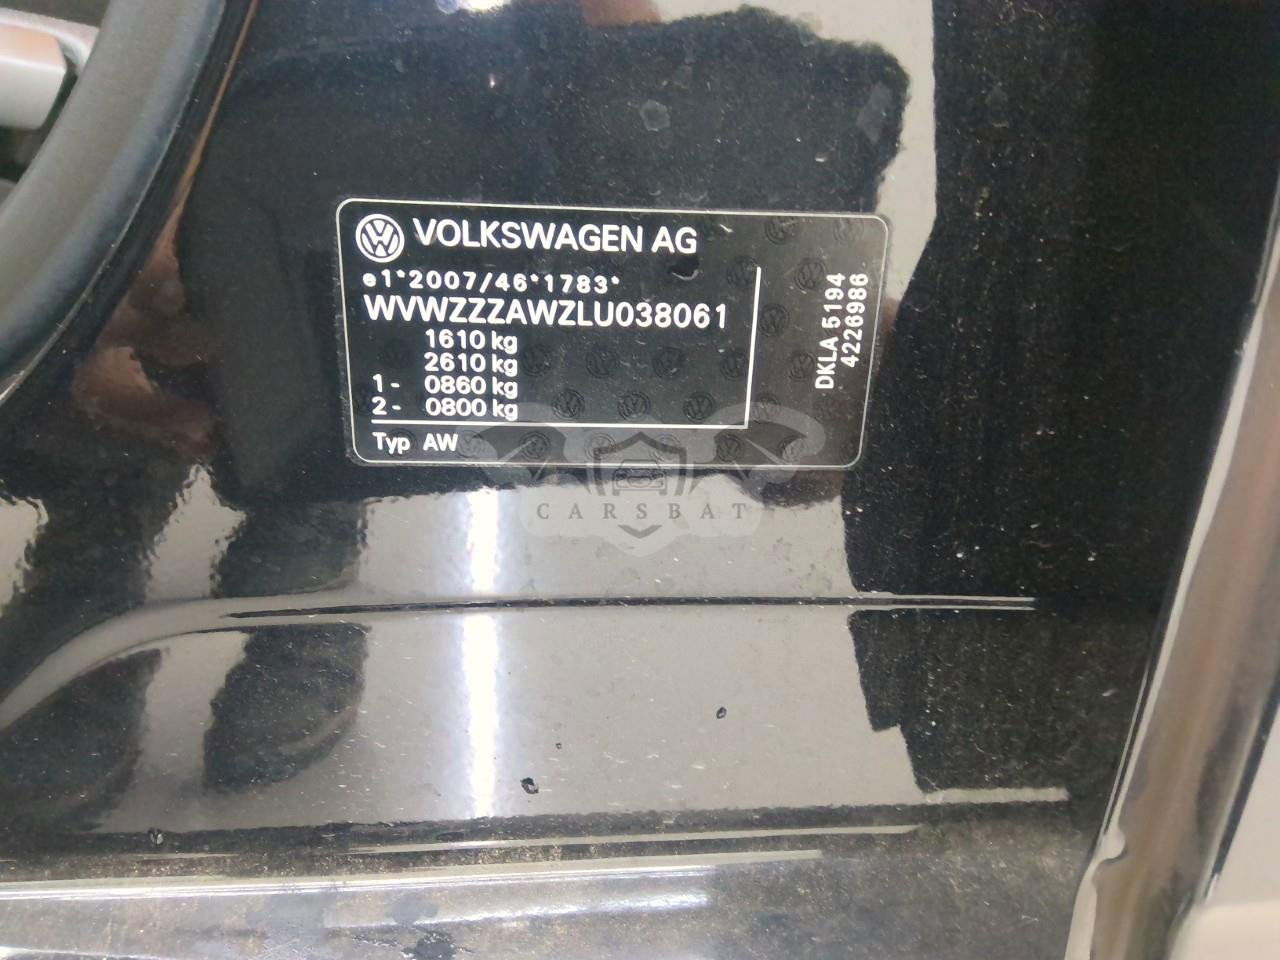 VOLKSWAGEN AG
e1*2007/46*1783*
WVWZZZAWZLU038061
1610 kg
2610 kg
1- 0860 kg
2- 0800 kg
Typ AW
DKLA 5194
4226986
CARSBAT